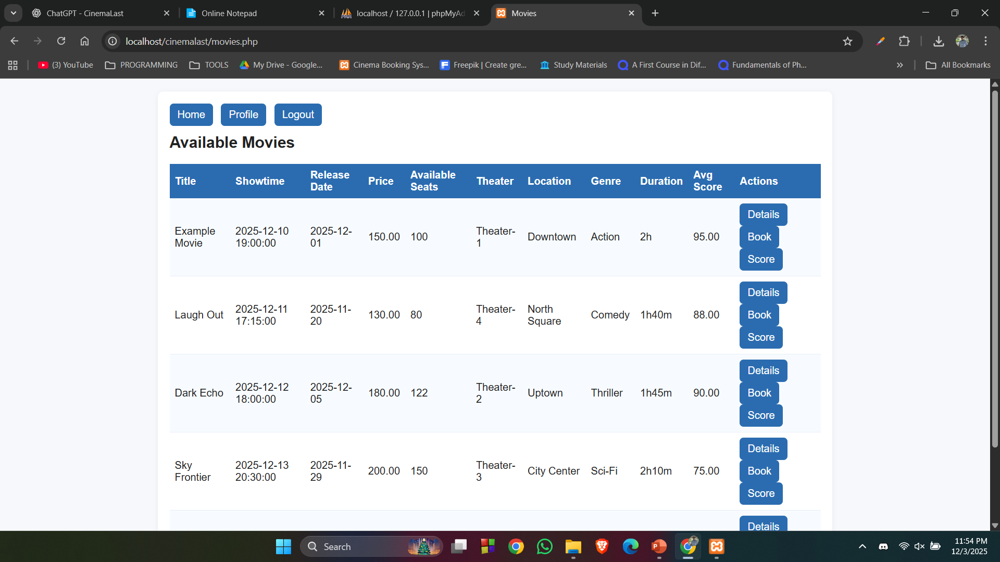 ChatGPT - CinemaLast
Online Notepad
localhost / 127.0.0.1 | phpMyAd
Movies
localhost/cinemalast/movies.php
(3) YouTube
PROGRAMMING
TOOLS
My Drive - Google...
Cinema Booking Sys...
Freepik | Create gre...
Study Materials
A First Course in Dif...
Fundamentals of Ph...
All Bookmarks
Home
Profile
Logout
Available Movies
Title
Showtime
Release
Date
Price
Available
Seats
Theater
Location
Genre
Duration
Avg
Score
Actions
Example
Movie
2025-12-10
19:00:00
2025-12-
01
150.00
100
Theater-
1
Downtown
Action
2h
95.00
Details
Book
Score
Laugh Out
2025-12-11
17:15:00
2025-11-
20
130.00
80
Theater-
4
North
Square
Comedy
1h40m
88.00
Details
Book
Score
Dark Echo
2025-12-12
18:00:00
2025-12-
05
180.00
122
Theater-
2
Uptown
Thriller
1h45m
90.00
Details
Book
Score
Sky
Frontier
2025-12-13
20:30:00
2025-11-
29
200.00
150
Theater-
3
City Center
Sci-Fi
2h10m
75.00
Details
Book
Score
Details
Search
11:54 PM
12/3/2025